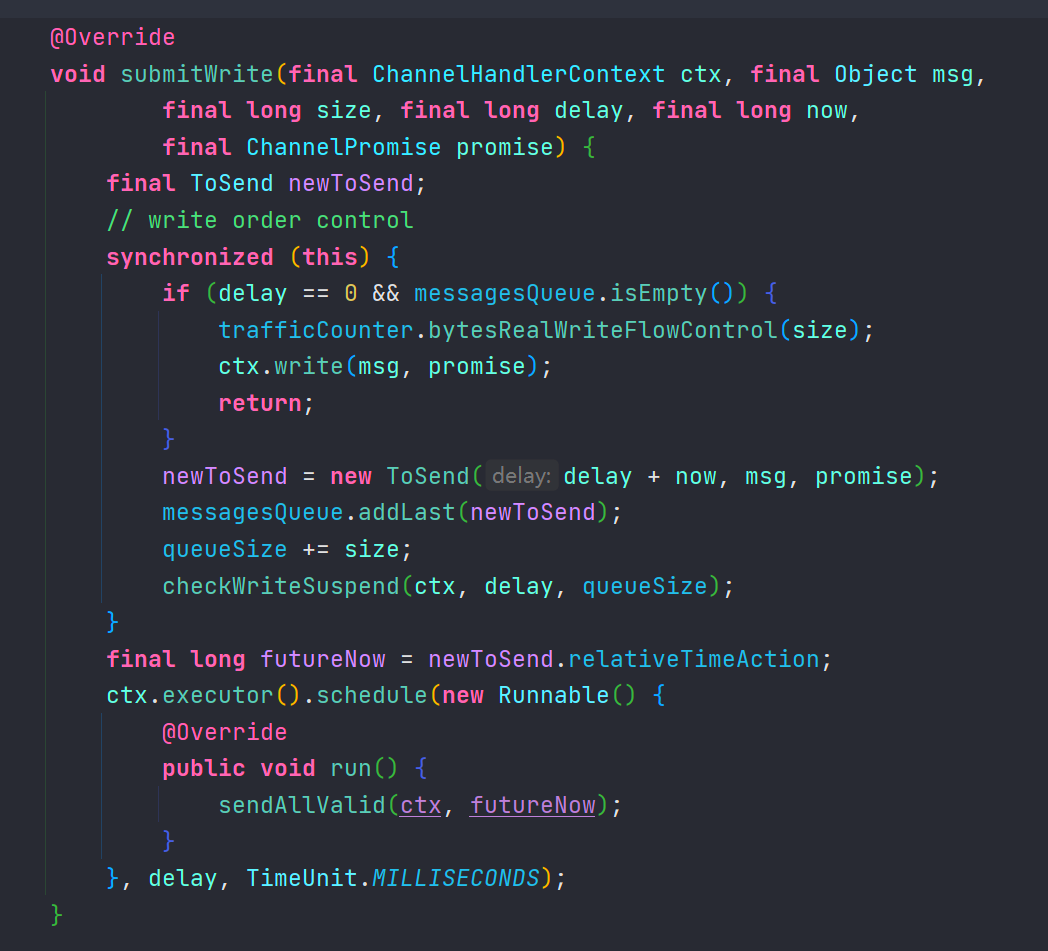 @Override
void submitWrite(final ChannelHandlerContext ctx, final Object msg,
        final long size, final long delay, final long now,
        final ChannelPromise promise) {
    final ToSend newToSend;
    // write order control
    synchronized (this) {
        if (delay == 0 && messagesQueue.isEmpty()) {
            trafficCounter.bytesRealWriteFlowControl(size);
            ctx.write(msg, promise);
            return;
        }
        newToSend = new ToSend( delay: delay + now, msg, promise);
        messagesQueue.addLast(newToSend);
        queueSize += size;
        checkWriteSuspend(ctx, delay, queueSize);
    }
    final long futureNow = newToSend.relativeTimeAction;
    ctx.executor().schedule(new Runnable() {
        @Override
        public void run() {
            sendAllValid(ctx, futureNow);
        }
    }, delay, TimeUnit.MILLISECONDS);
}